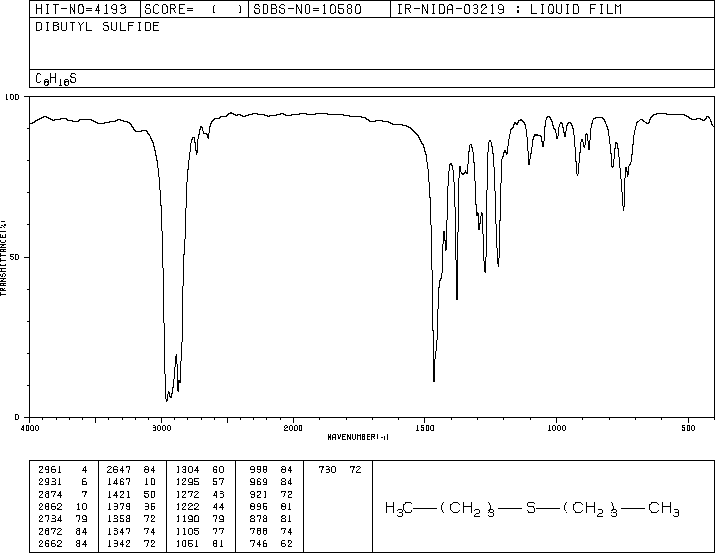 HIT-NO=4193 SCORE= ( ) SDBS-NO=10580 IR-NIDA-03219 : LIQUID FILM
DIBUTYL SULFIDE
C8H18S
100
TRANSMITTANCE(%)
50
0
4000 3000 2000 1500 1000 500
WAVENUMBER(-1)
2961 4 2647 84 1304 60 998 84 730 72
2931 6 1467 10 1295 57 969 84
2874 7 1421 50 1272 43 921 72
2862 10 1379 36 1222 44 896 81
2734 79 1358 72 1190 79 878 81
2672 84 1347 74 1105 77 788 74
2662 84 1342 72 1051 81 746 62
H3C—(CH2)3—S—(CH2)3—CH3